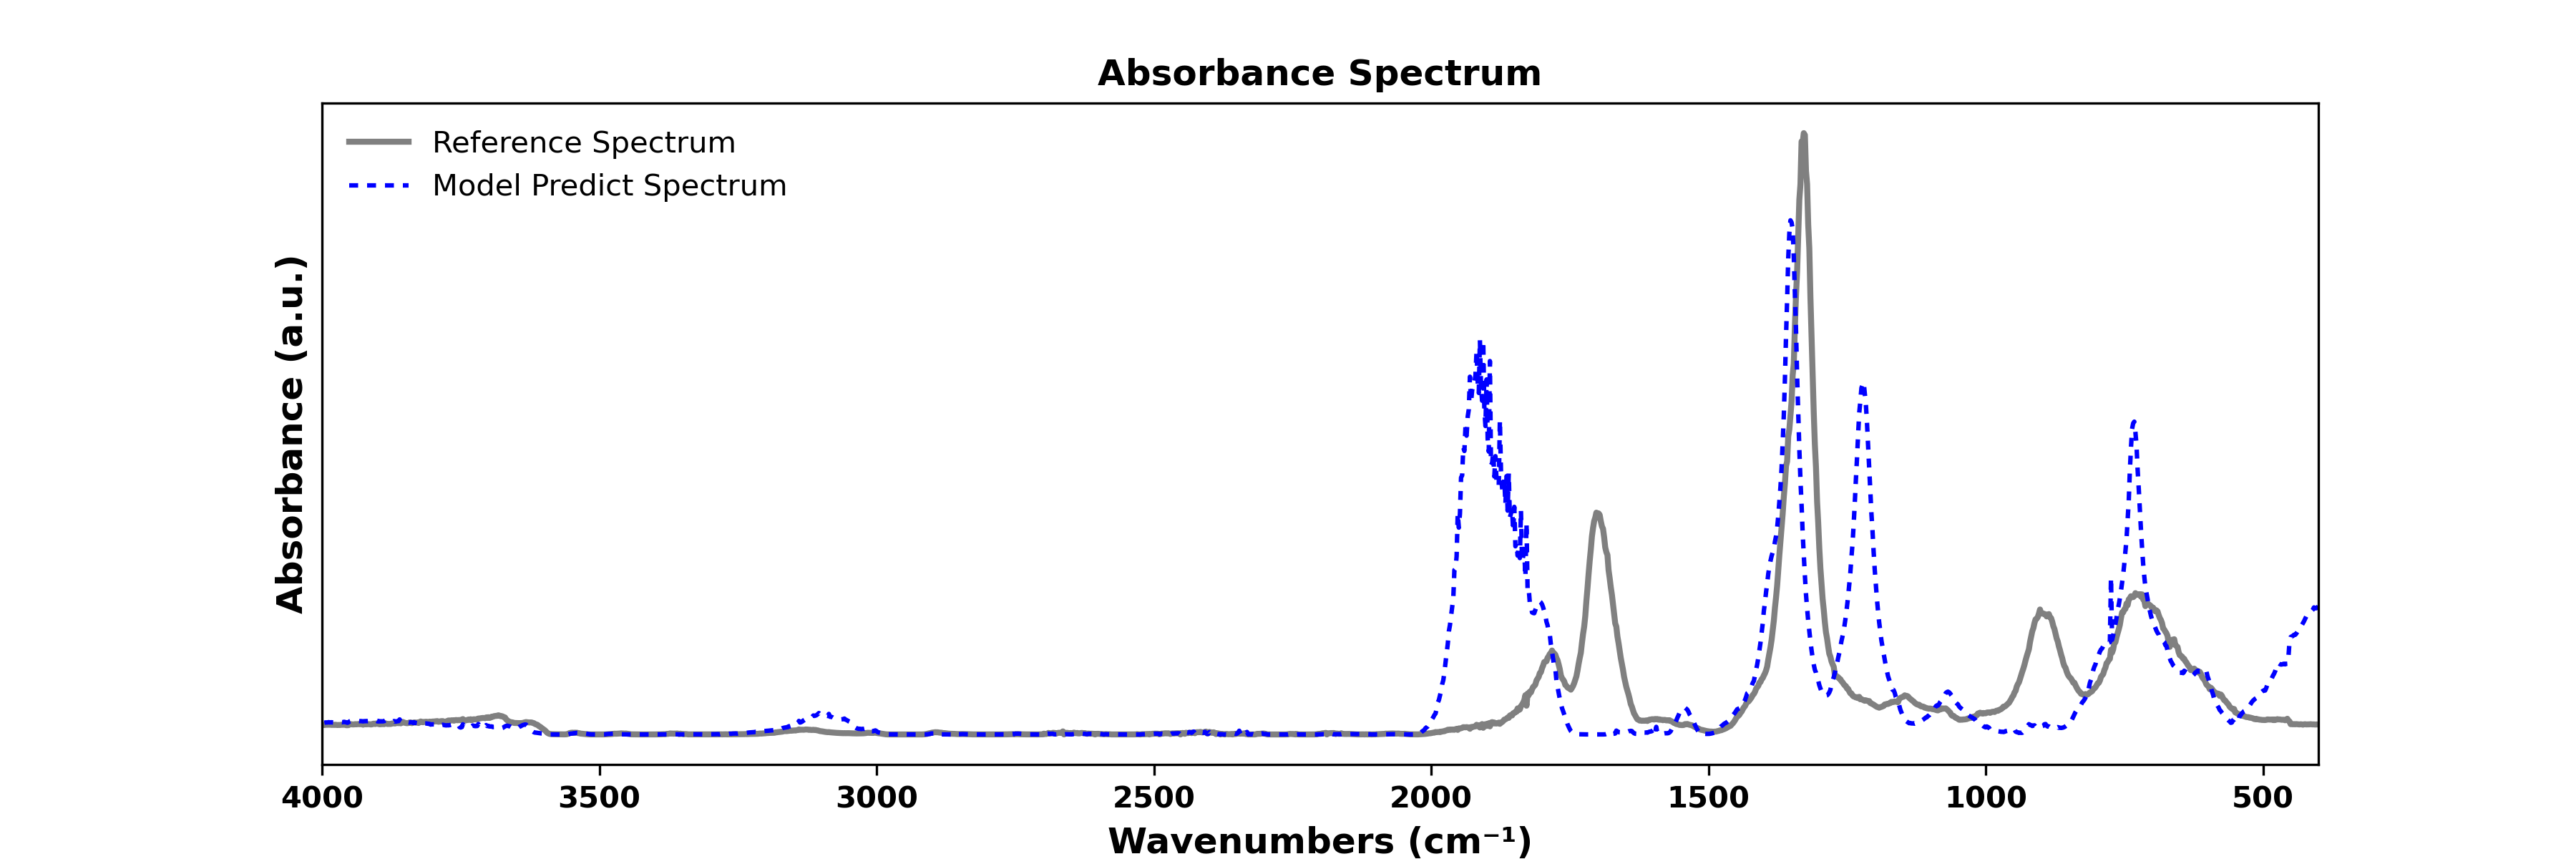 Absorbance Spectrum
Reference Spectrum
Model Predict Spectrum
Absorbance (a.u.)
4000 3500 3000 2500 2000 1500 1000 500
Wavenumbers (cm⁻¹)